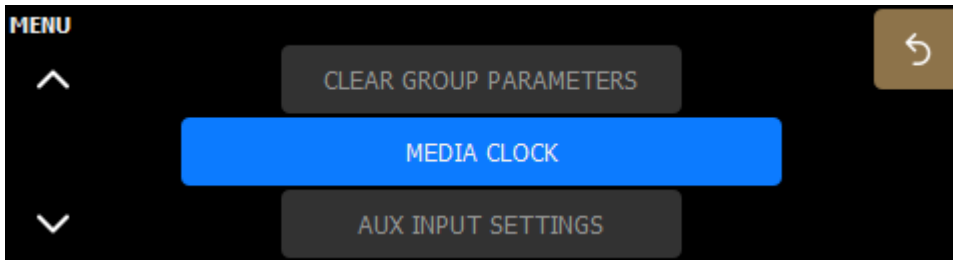 MENU
CLEAR GROUP PARAMETERS
MEDIA CLOCK
AUX INPUT SETTINGS